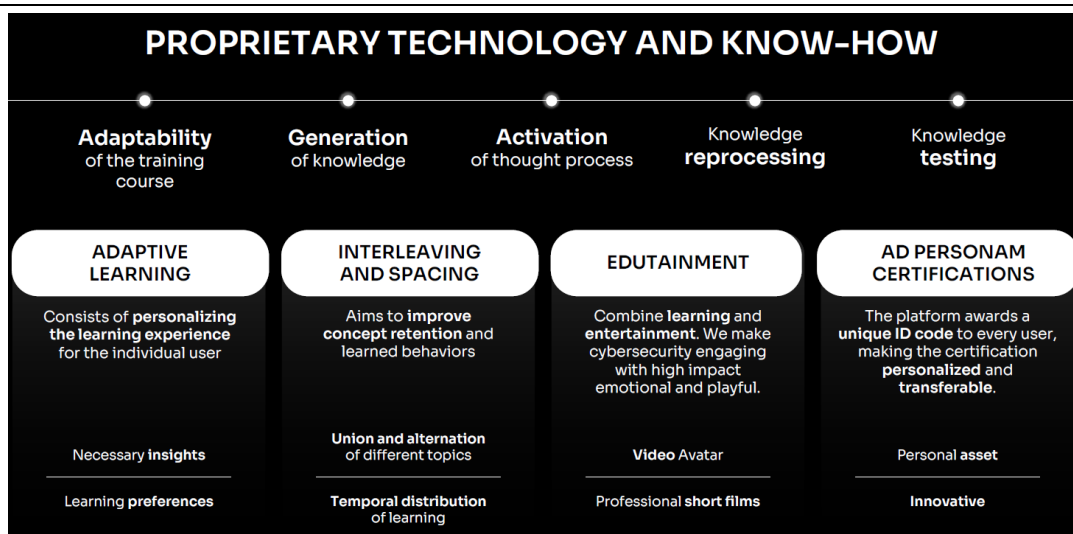 PROPRIETARY TECHNOLOGY AND KNOW-HOW
Adaptability
of the training
course
Generation
of knowledge
Activation
of thought process
Knowledge
reprocessing
Knowledge
testing
ADAPTIVE
LEARNING
Consists of personalizing
the learning experience
for the individual user
Necessary insights
Learning preferences
INTERLEAVING
AND SPACING
Aims to improve
concept retention and
learned behaviors
Union and alternation
of different topics
Temporal distribution
of learning
EDUTAINMENT
Combine learning and
entertainment. We make
cybersecurity engaging
with high impact
emotional and playful.
Video Avatar
Professional short films
AD PERSONAM
CERTIFICATIONS
The platform awards a
unique ID code to every user,
making the certification
personalized and
transferable.
Personal asset
Innovative